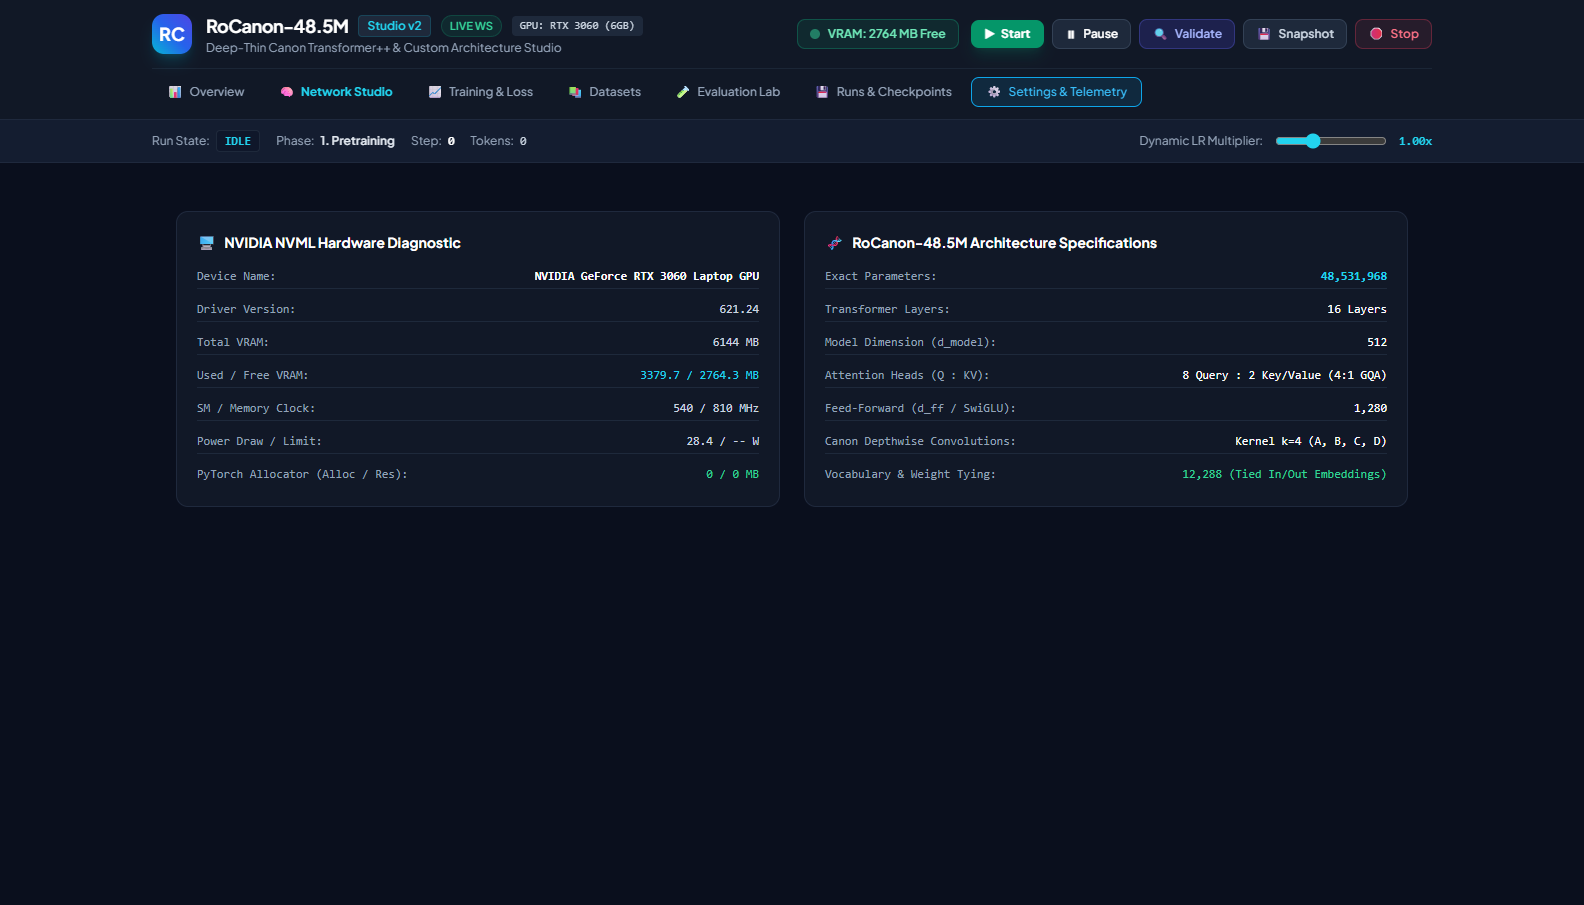 RC
RoCanon-48.5M Studio v2 LIVE WS GPU: RTX 3060 (6GB)
Deep-Thin Canon Transformer++ & Custom Architecture Studio
VRAM: 2764 MB Free Start Pause Validate Snapshot Stop
Overview Network Studio Training & Loss Datasets Evaluation Lab Runs & Checkpoints Settings & Telemetry
Run State: IDLE Phase: 1. Pretraining Step: 0 Tokens: 0 Dynamic LR Multiplier: 1.00x
NVIDIA NVML Hardware Diagnostic
Device Name: NVIDIA GeForce RTX 3060 Laptop GPU
Driver Version: 621.24
Total VRAM: 6144 MB
Used / Free VRAM: 3379.7 / 2764.3 MB
SM / Memory Clock: 540 / 810 MHz
Power Draw / Limit: 28.4 / -- W
PyTorch Allocator (Alloc / Res): 0 / 0 MB
RoCanon-48.5M Architecture Specifications
Exact Parameters: 48,531,968
Transformer Layers: 16 Layers
Model Dimension (d_model): 512
Attention Heads (Q : KV): 8 Query : 2 Key/Value (4:1 GQA)
Feed-Forward (d_ff / SwiGLU): 1,280
Canon Depthwise Convolutions: Kernel k=4 (A, B, C, D)
Vocabulary & Weight Tying: 12,288 (Tied In/Out Embeddings)